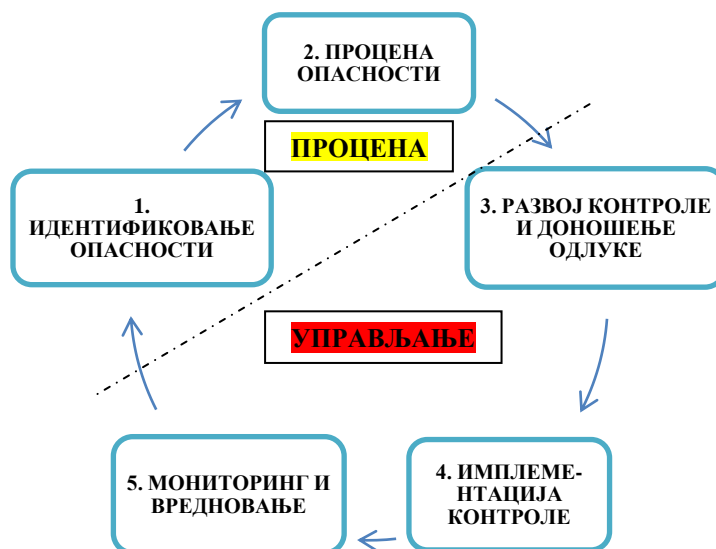 2. ПРОЦЕНА
ОПАСНОСТИ
ПРОЦЕНА
1.
ИДЕНТИФИКОВАЊЕ
ОПАСНОСТИ
3. РАЗВОЈ КОНТРОЛЕ
И ДОНОШЕЊЕ
ОДЛУКЕ
УПРАВЉАЊЕ
5. МОНИТОРИНГ И
ВРЕДНОВАЊЕ
4. ИМПЛЕМЕ-
НТАЦИЈА
КОНТРОЛЕ